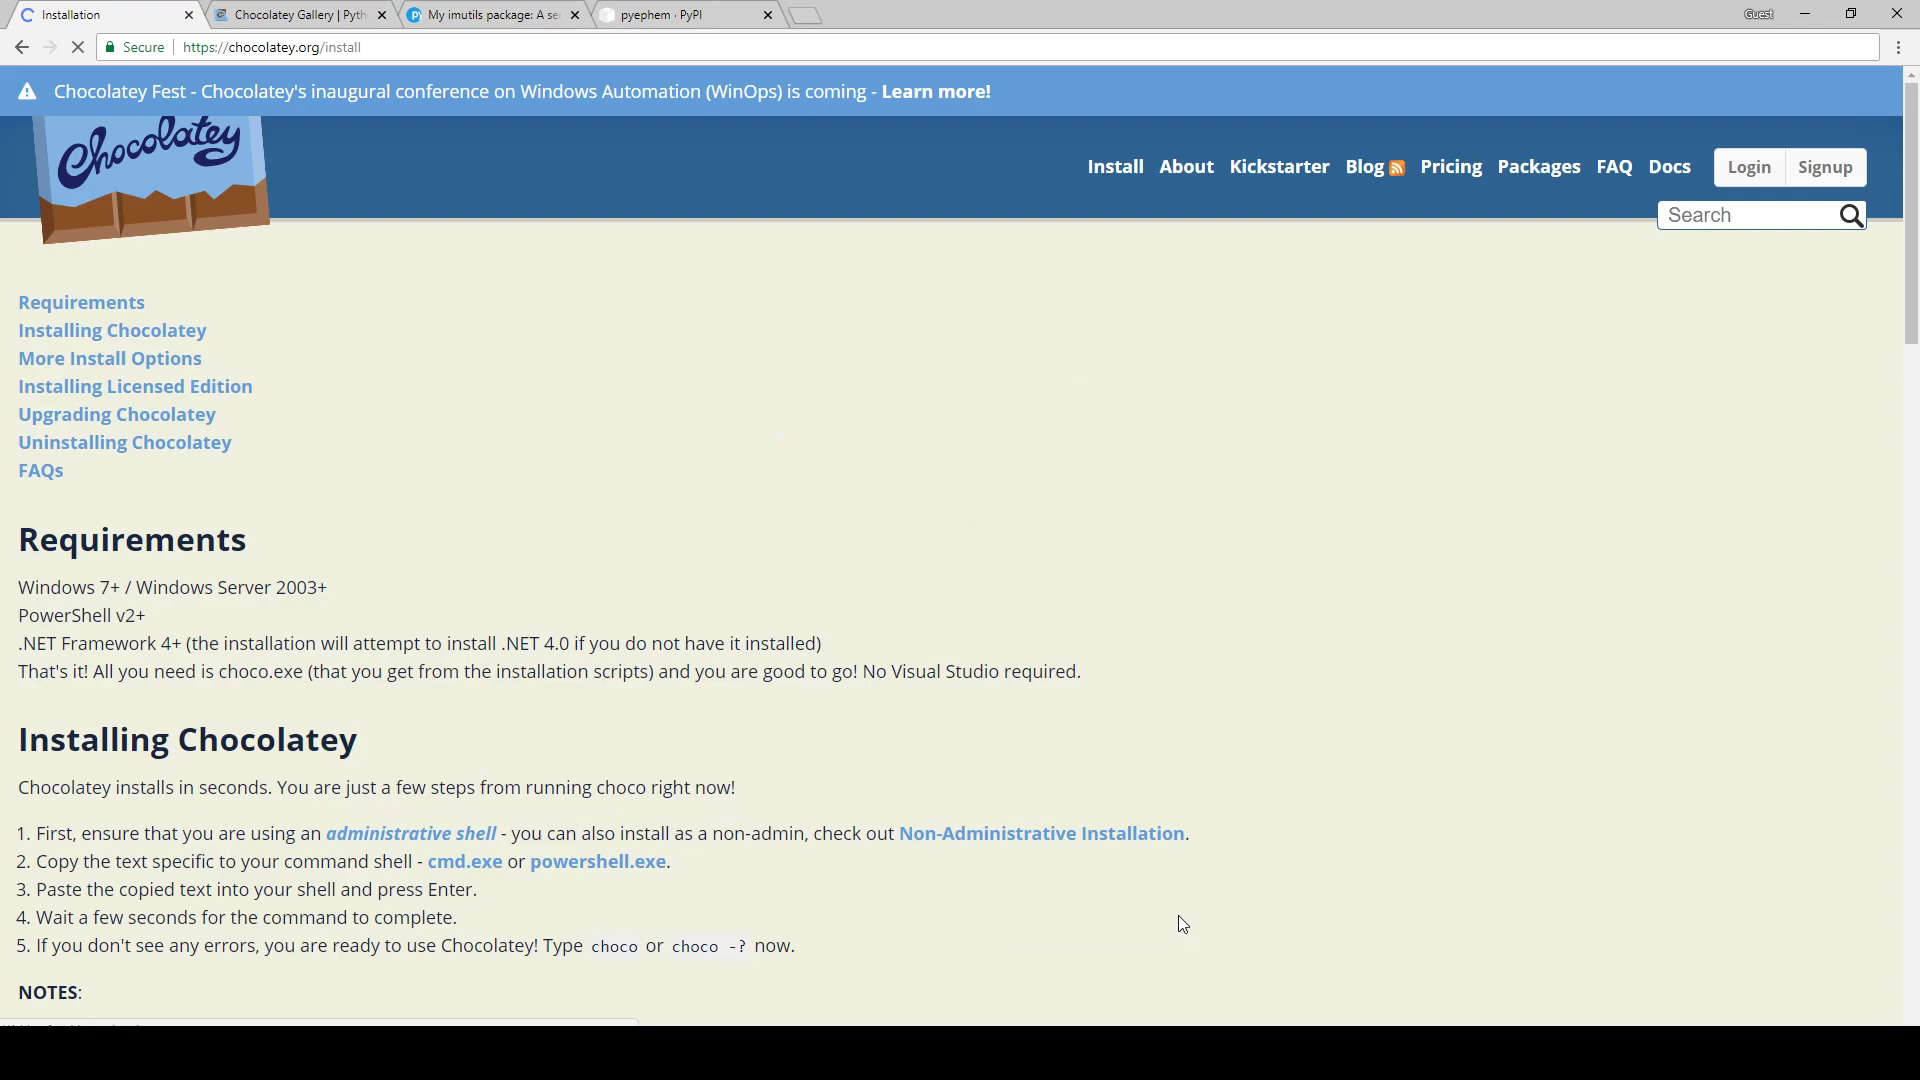 Installation
Chocolatey Gallery | Pyth
My imutils package: A se
pyephem · PyPI
Guest
Secure
https://chocolatey.org/install
Chocolatey Fest - Chocolatey's inaugural conference on Windows Automation (WinOps) is coming - Learn more!
Chocolatey
Install About Kickstarter Blog Pricing Packages FAQ Docs Login Signup
Search
Requirements
Installing Chocolatey
More Install Options
Installing Licensed Edition
Upgrading Chocolatey
Uninstalling Chocolatey
FAQs
Requirements
Windows 7+ / Windows Server 2003+
PowerShell v2+
.NET Framework 4+ (the installation will attempt to install .NET 4.0 if you do not have it installed)
That's it! All you need is choco.exe (that you get from the installation scripts) and you are good to go! No Visual Studio required.
Installing Chocolatey
Chocolatey installs in seconds. You are just a few steps from running choco right now!
1. First, ensure that you are using an administrative shell - you can also install as a non-admin, check out Non-Administrative Installation.
2. Copy the text specific to your command shell - cmd.exe or powershell.exe.
3. Paste the copied text into your shell and press Enter.
4. Wait a few seconds for the command to complete.
5. If you don't see any errors, you are ready to use Chocolatey! Type choco or choco -? now.
NOTES: